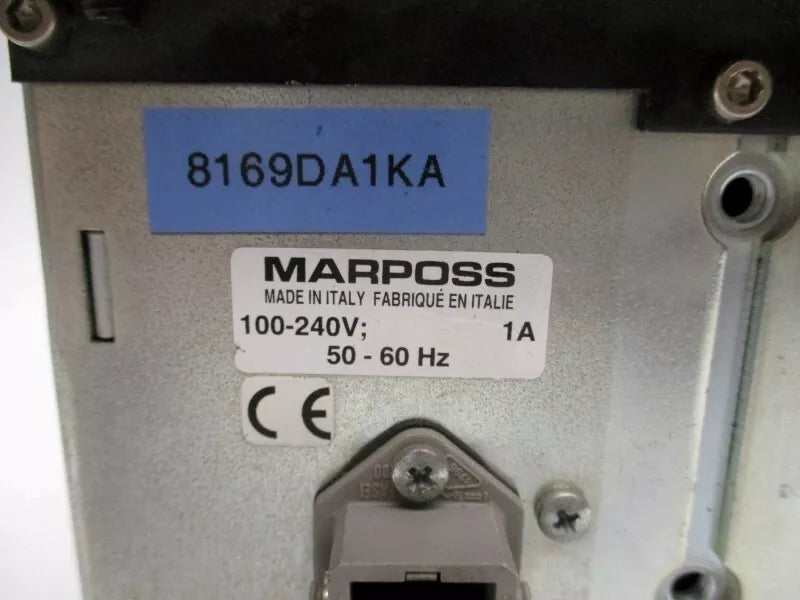 8169DA1KA
MARPOSS
MADE IN ITALY FABRIQUÉ EN ITALIE
100-240V; 1A
50 - 60 Hz
CE